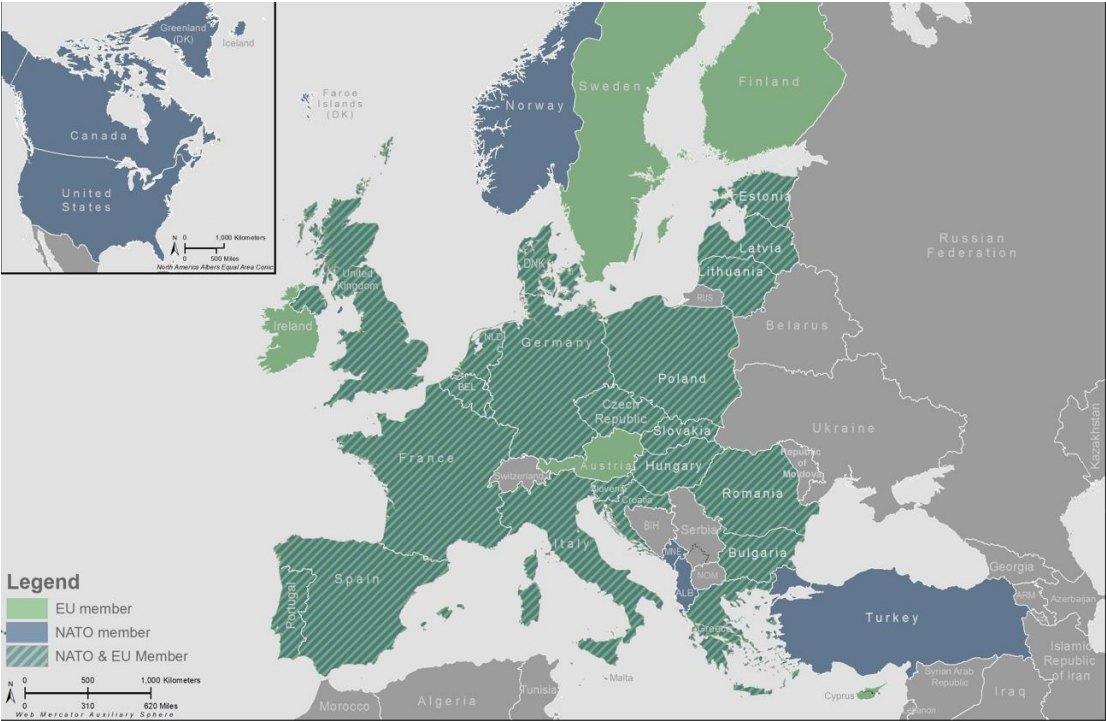 Greenland
(DK)
Iceland
Canada
United
States
N 0 1,000 Kilometers
0 500 Miles
North America Albers Equal Area Conic
Faroe
Islands
(DK)
Norway
Sweden
Finland
Estonia
Latvia
Lithuania
RUS
Russian
Federation
Belarus
United
Kingdom
Ireland
DNK
NLD
BEL
Germany
Poland
Czech
Republic
Slovakia
Ukraine
Kazakhstan
France
Switzerland
Austria
Hungary
Republic
of
Moldova
Slovenia
Croatia
Romania
BIH
Serbia
Italy
MNE
Bulgaria
NOM
ALB
Georgia
ARM
Azerbaijan
Portugal
Spain
Greece
Turkey
Malta
Cyprus
Syrian Arab
Republic
Lebanon
Iraq
Islamic
Republic
of Iran
Morocco
Algeria
Tunisia
Legend
EU member
NATO member
NATO & EU Member
N 0 500 1,000 Kilometers
0 310 620 Miles
Web Mercator Auxiliary Sphere